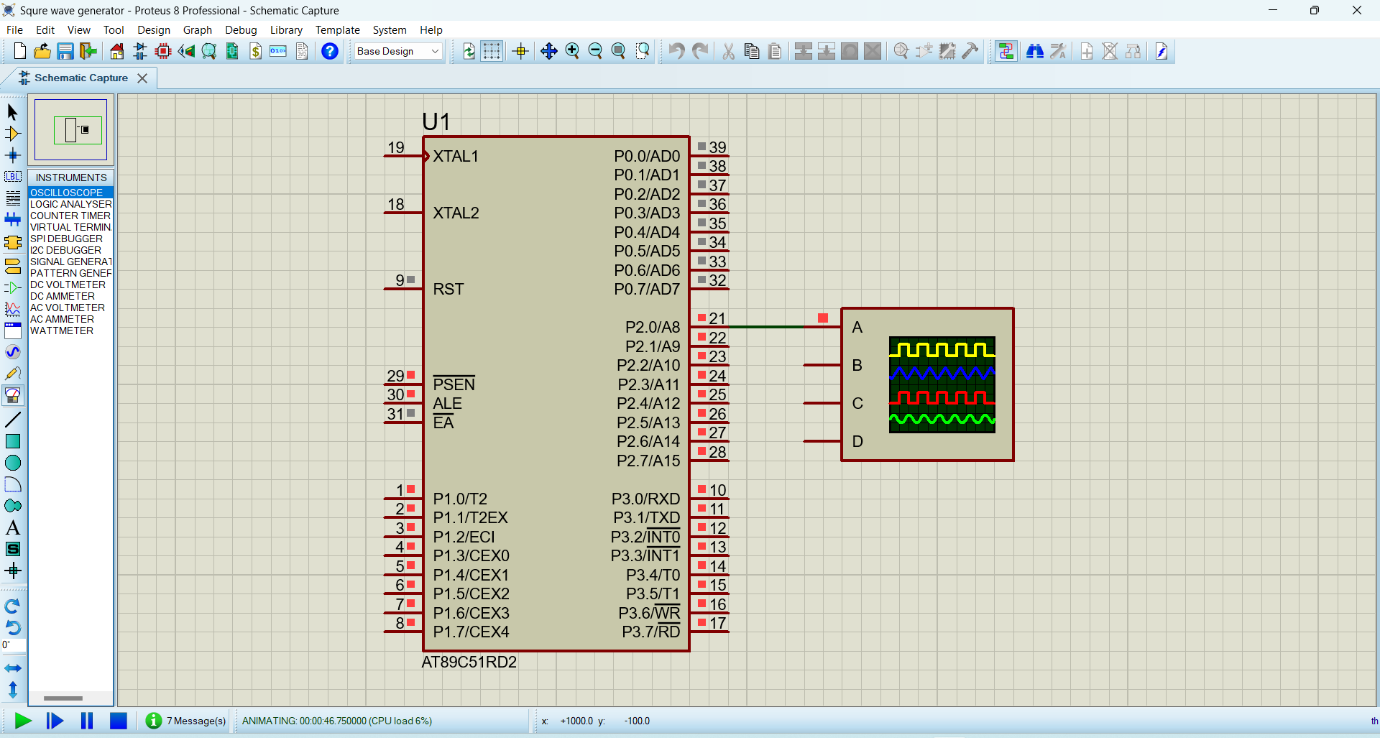 Squre wave generator - Proteus 8 Professional - Schematic Capture
File Edit View Tool Design Graph Debug Library Template System Help
Base Design
Schematic Capture
INSTRUMENTS
OSCILLOSCOPE
LOGIC ANALYSER
COUNTER TIMER
VIRTUAL TERMIN
SPI DEBUGGER
I2C DEBUGGER
SIGNAL GENERAT
PATTERN GENEF
DC VOLTMETER
DC AMMETER
AC VOLTMETER
AC AMMETER
WATTMETER
LBL
A
S
0°
U1
19 XTAL1 P0.0/AD0 39
P0.1/AD1 38
P0.2/AD2 37
18 XTAL2 P0.3/AD3 36
P0.4/AD4 35
P0.5/AD5 34
P0.6/AD6 33
9 RST P0.7/AD7 32
P2.0/A8 21
P2.1/A9 22
P2.2/A10 23
29 PSEN P2.3/A11 24
30 ALE P2.4/A12 25
31 EA P2.5/A13 26
P2.6/A14 27
P2.7/A15 28
1 P1.0/T2 P3.0/RXD 10
2 P1.1/T2EX P3.1/TXD 11
3 P1.2/ECI P3.2/INT0 12
4 P1.3/CEX0 P3.3/INT1 13
5 P1.4/CEX1 P3.4/T0 14
6 P1.5/CEX2 P3.5/T1 15
7 P1.6/CEX3 P3.6/WR 16
8 P1.7/CEX4 P3.7/RD 17
AT89C51RD2
A
B
C
D
7 Message(s) ANIMATING: 00:00:46.750000 (CPU load 6%) x: +1000.0 y: -100.0 th